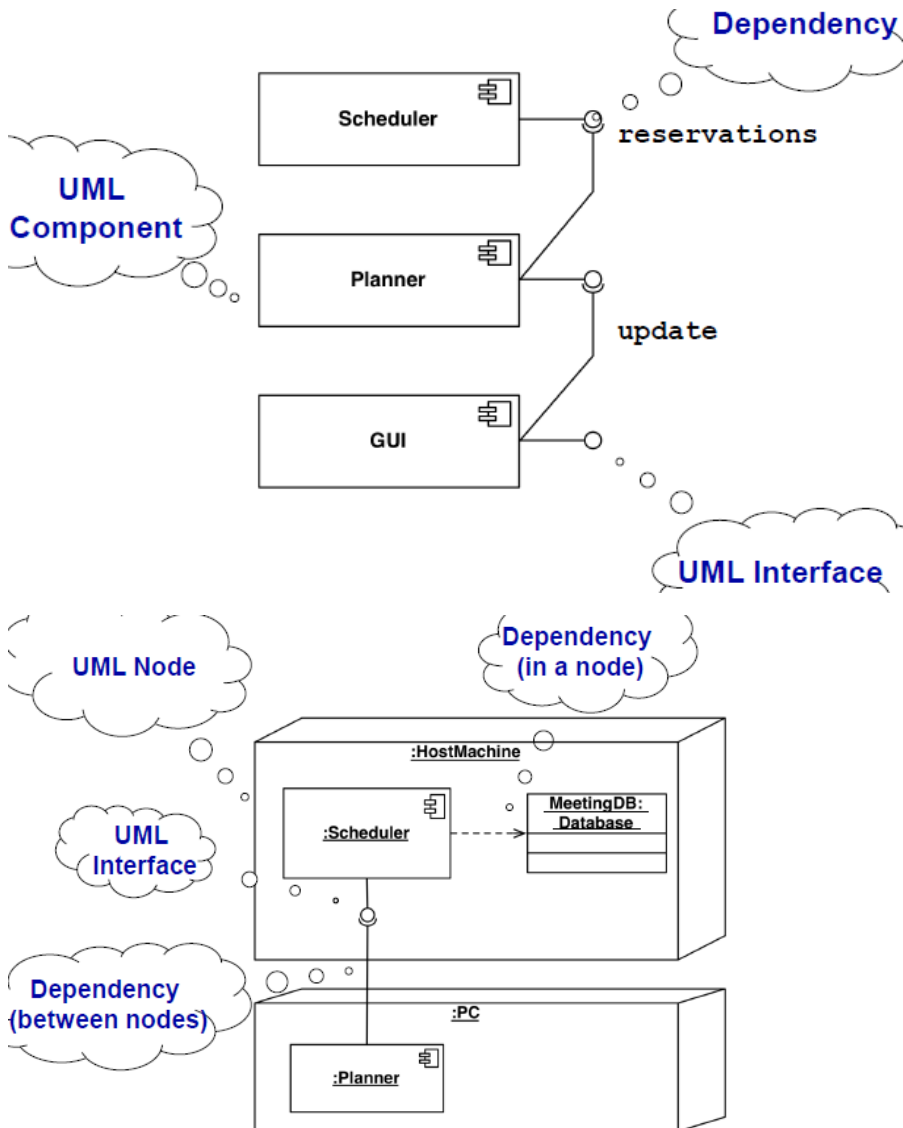 Dependency
Scheduler
reservations
UML
Component
Planner
update
GUI
UML Interface
UML Node
Dependency
(in a node)
:HostMachine
MeetingDB:
Database
:Scheduler
UML
Interface
Dependency
(between nodes)
:PC
:Planner